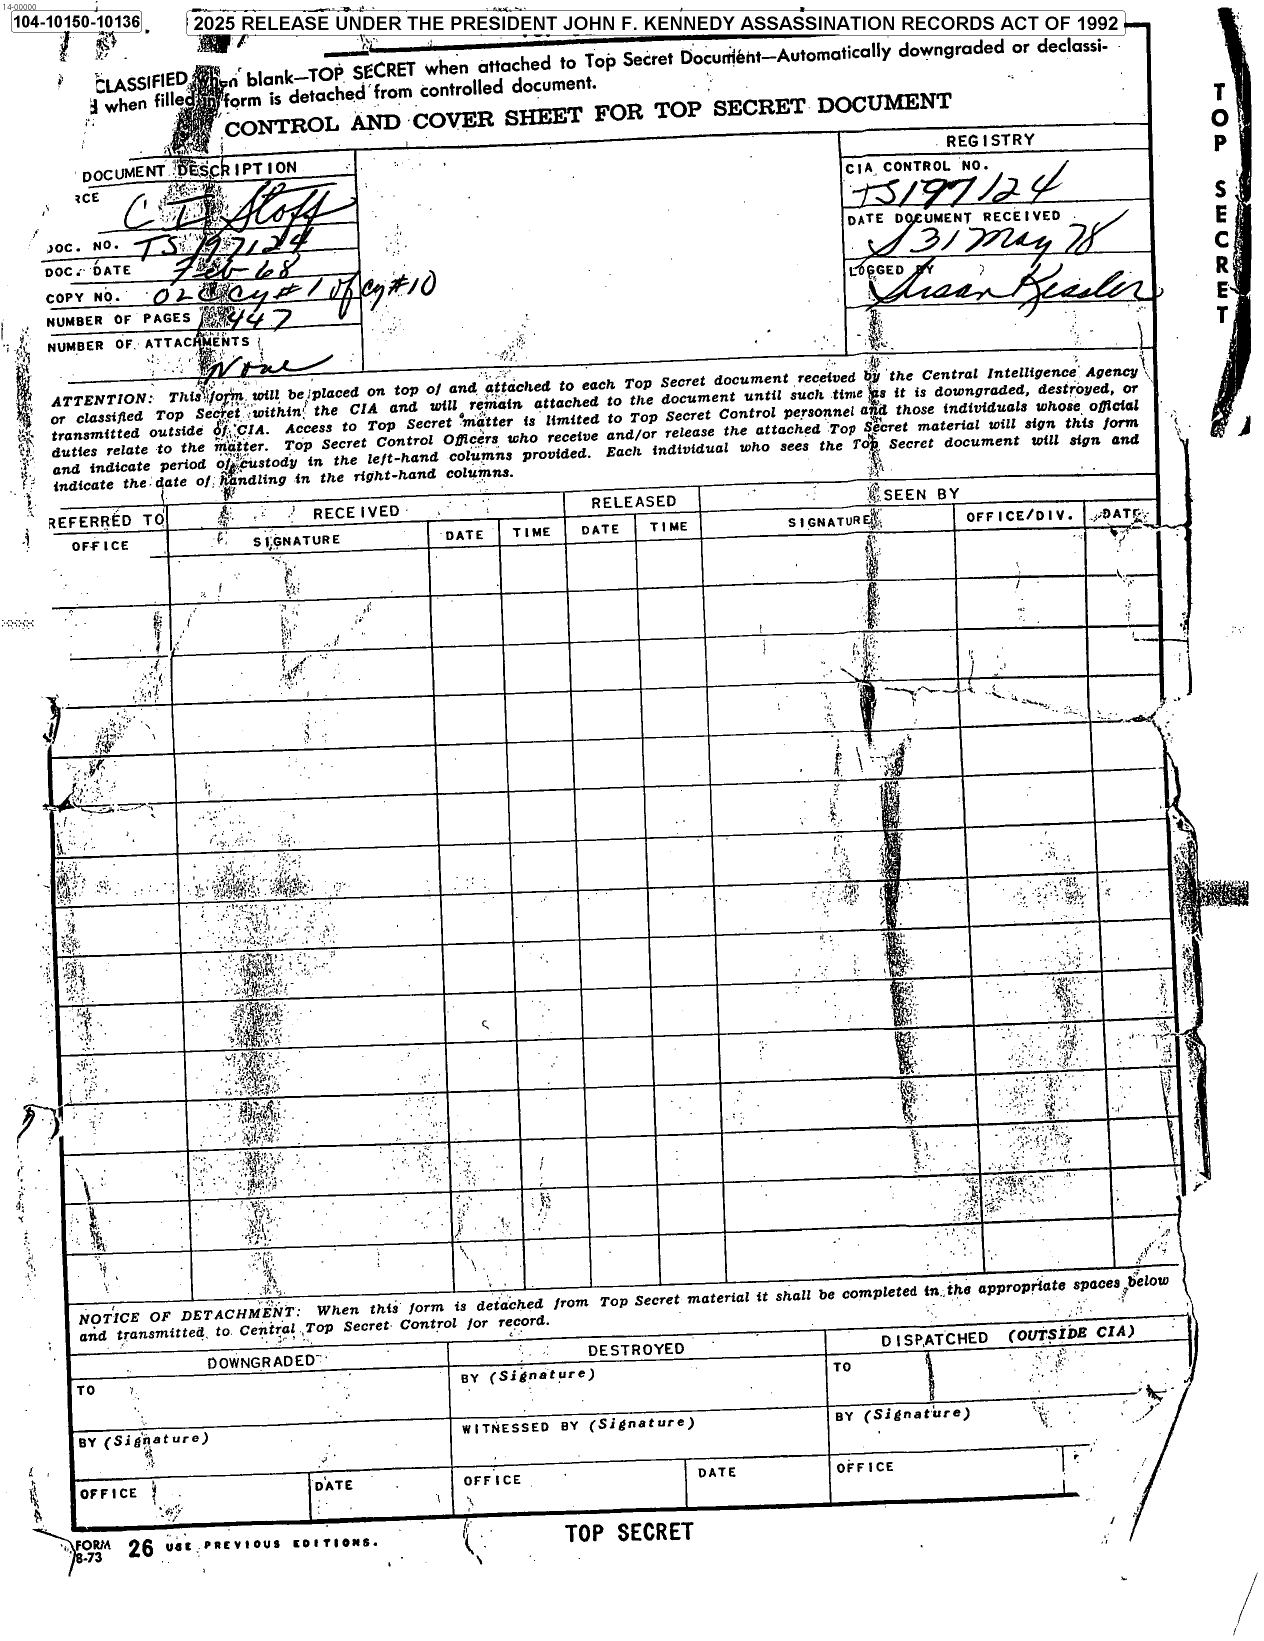 14-00000
104-10150-10136
2025 RELEASE UNDER THE PRESIDENT JOHN F. KENNEDY ASSASSINATION RECORDS ACT OF 1992
CLASSIFIED when blank—TOP SECRET when attached to Top Secret Document—Automatically downgraded or declassi-
d when filled in form is detached from controlled document.
CONTROL AND COVER SHEET FOR TOP SECRET DOCUMENT
DOCUMENT DESCRIPTION
REGISTRY
RCE
CI Staff
CIA CONTROL NO.
TS197124
DOC. NO. TS 197124
DATE DOCUMENT RECEIVED
31 May 78
DOC. DATE Feb 68
LOGGED BY
Susan Kessler
COPY NO. Cy #1 of Cy #10
NUMBER OF PAGES 447
NUMBER OF ATTACHMENTS
None
ATTENTION: This form will be placed on top of and attached to each Top Secret document received by the Central Intelligence Agency
or classified Top Secret within the CIA and will remain attached to the document until such time as it is downgraded, destroyed, or
transmitted outside of CIA. Access to Top Secret matter is limited to Top Secret Control personnel and those individuals whose official
duties relate to the matter. Top Secret Control Officers who receive and/or release the attached Top Secret material will sign this form
and indicate period of custody in the left-hand columns provided. Each individual who sees the Top Secret document will sign and
indicate the date of handling in the right-hand columns.
REFERRED TO RECEIVED RELEASED SEEN BY
OFFICE SIGNATURE DATE TIME DATE TIME SIGNATURE OFFICE/DIV. DATE
NOTICE OF DETACHMENT: When this form is detached from Top Secret material it shall be completed in the appropriate spaces below
and transmitted to Central Top Secret Control for record.
DOWNGRADED DESTROYED DISPATCHED (OUTSIDE CIA)
TO BY (Signature) TO
BY (Signature) WITNESSED BY (Signature) BY (Signature)
OFFICE DATE OFFICE DATE OFFICE
FORM 8-73 26 USE PREVIOUS EDITIONS.
TOP SECRET
TOP SECRET